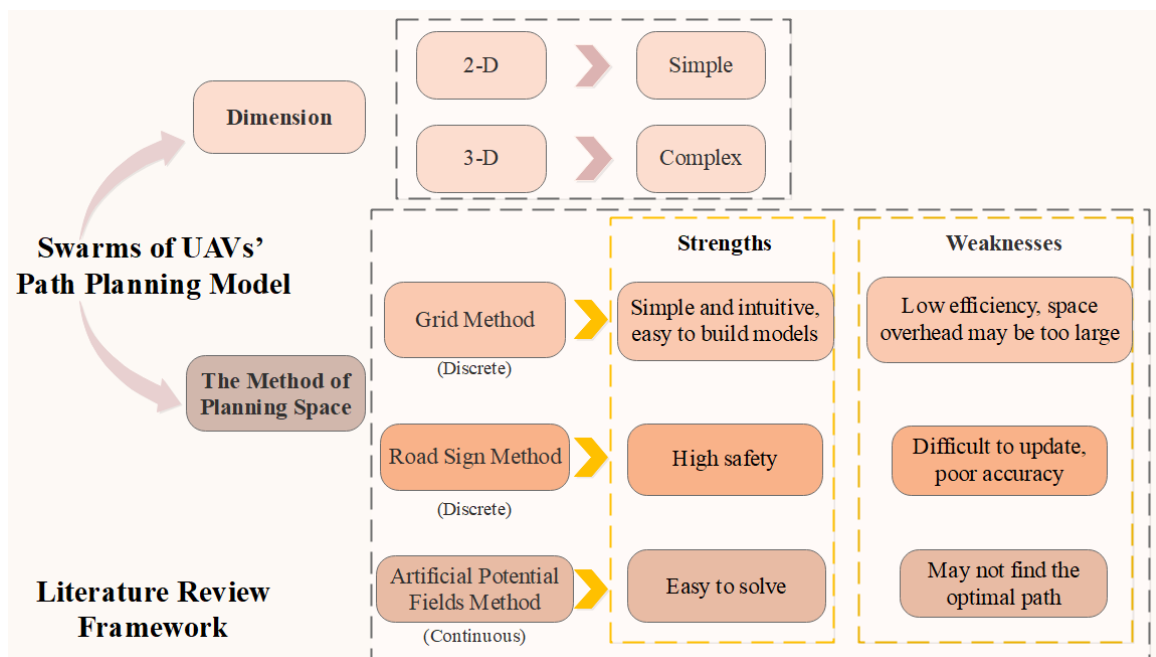 2-D
Simple
Dimension
3-D
Complex
Swarms of UAVs’
Path Planning Model
The Method of
Planning Space
Strengths
Weaknesses
Grid Method
(Discrete)
Simple and intuitive,
easy to build models
Low efficiency, space
overhead may be too large
Road Sign Method
(Discrete)
High safety
Difficult to update,
poor accuracy
Artificial Potential
Fields Method
(Continuous)
Easy to solve
May not find the
optimal path
Literature Review
Framework